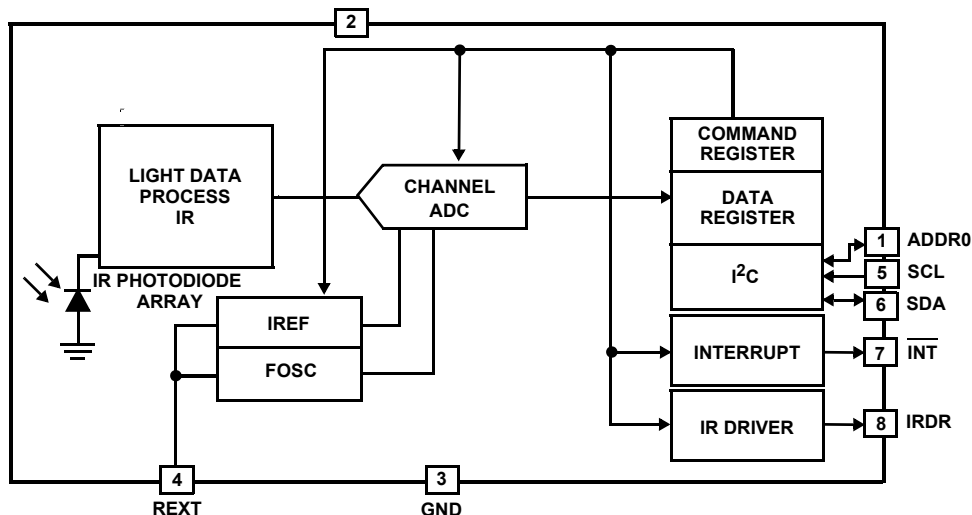 2
LIGHT DATA
PROCESS
IR
CHANNEL
ADC
COMMAND
REGISTER
DATA
REGISTER
I²C
1 ADDR0
5 SCL
6 SDA
IR PHOTODIODE
ARRAY
IREF
FOSC
INTERRUPT
7 I̅N̅T̅
IR DRIVER
8 IRDR
4
REXT
3
GND